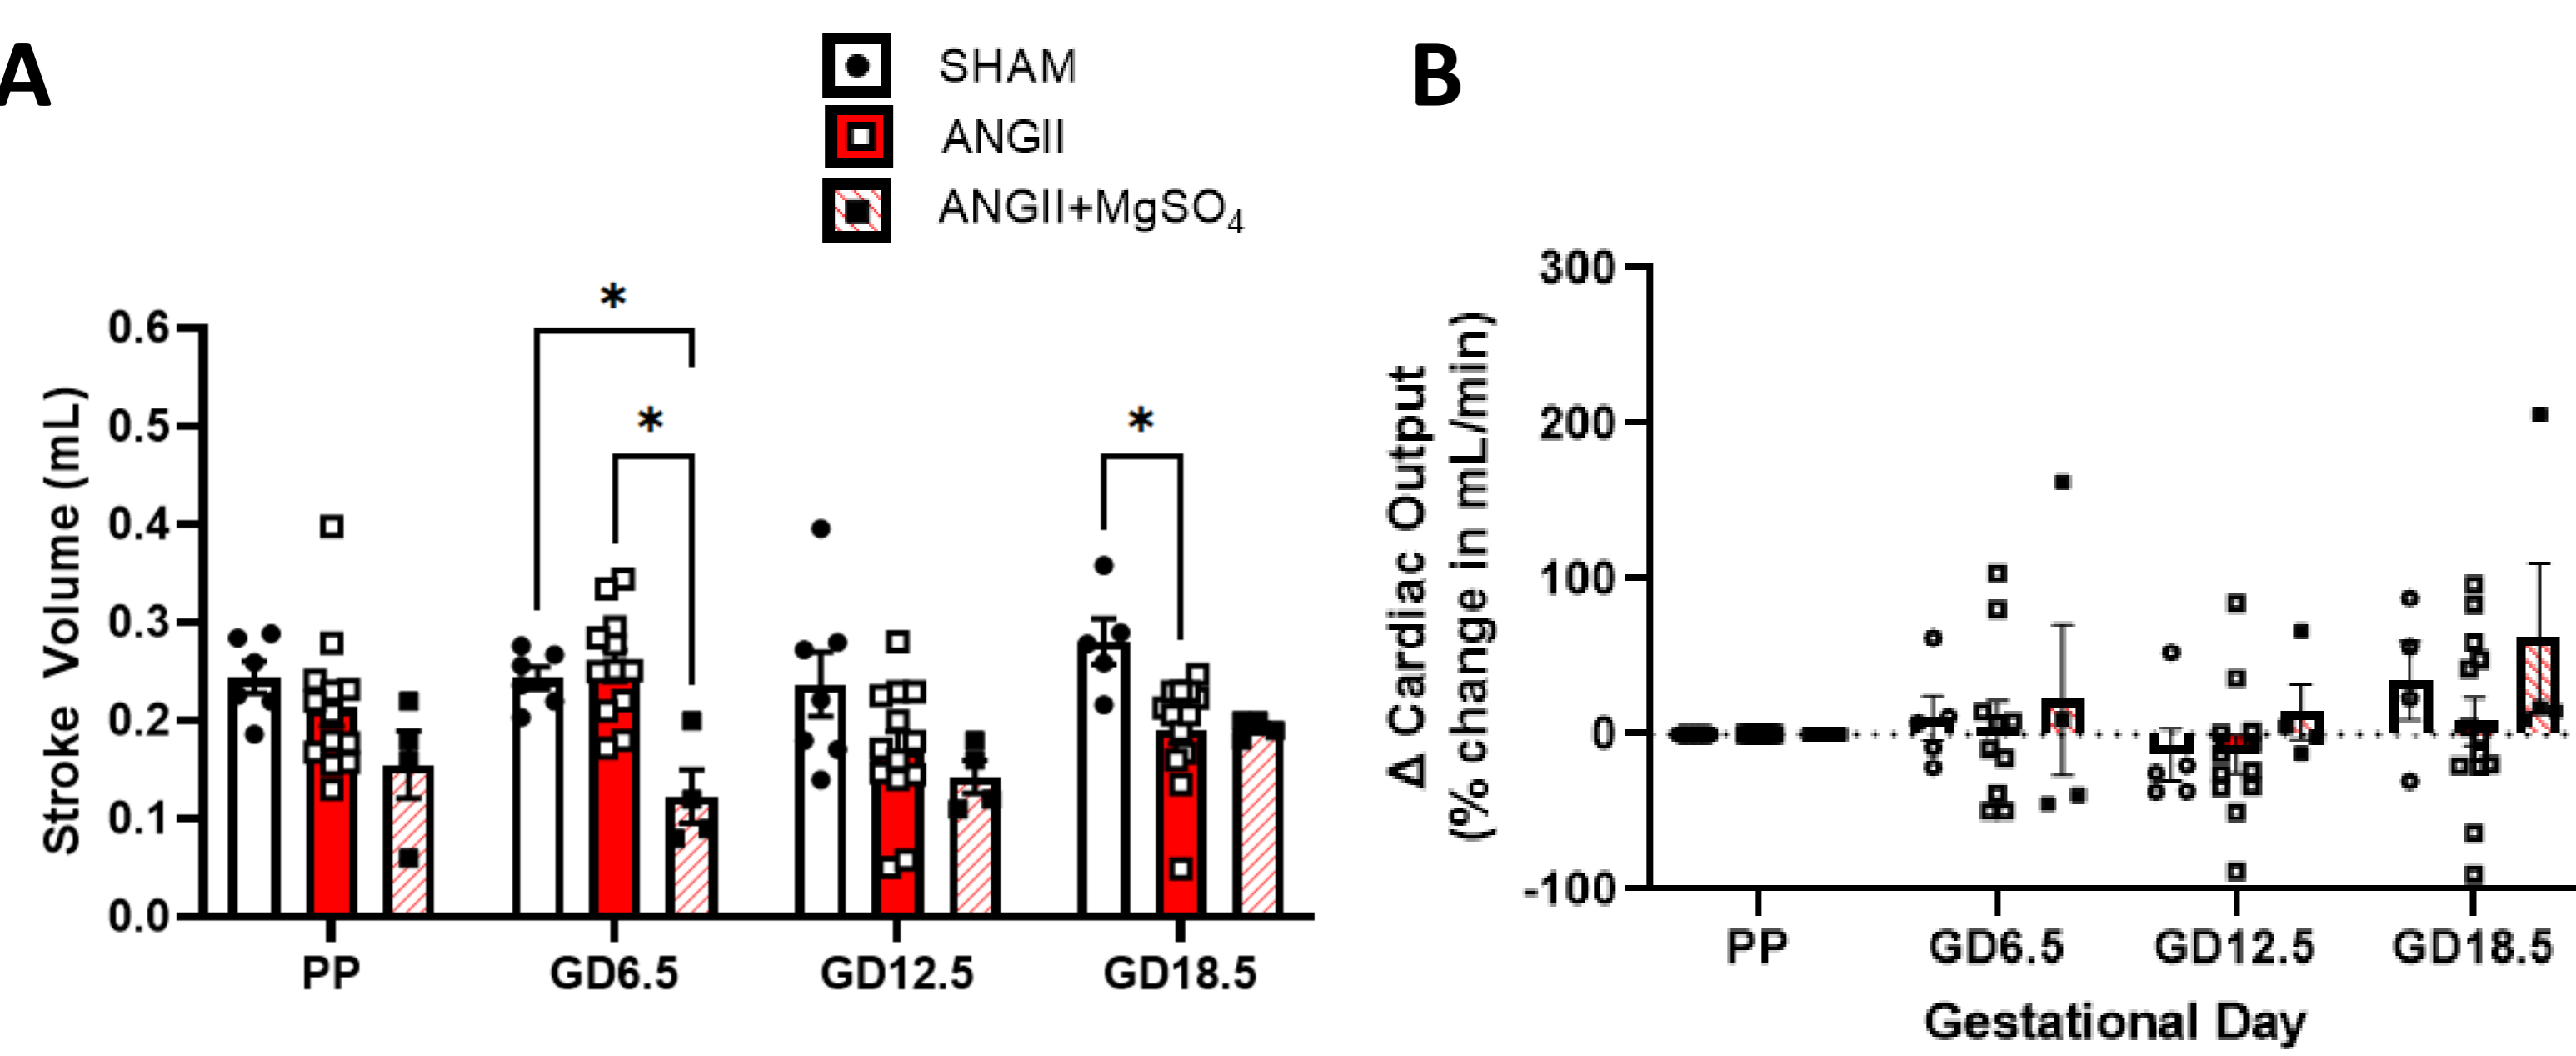 A
SHAM
ANGII
ANGII+MgSO₄
*
*
*
0.6
0.5
0.4
0.3
0.2
0.1
0.0
Stroke Volume (mL)
PP
GD6.5
GD12.5
GD18.5
B
300
200
100
0
-100
Δ Cardiac Output
(% change in mL/min)
PP
GD6.5
GD12.5
GD18.5
Gestational Day